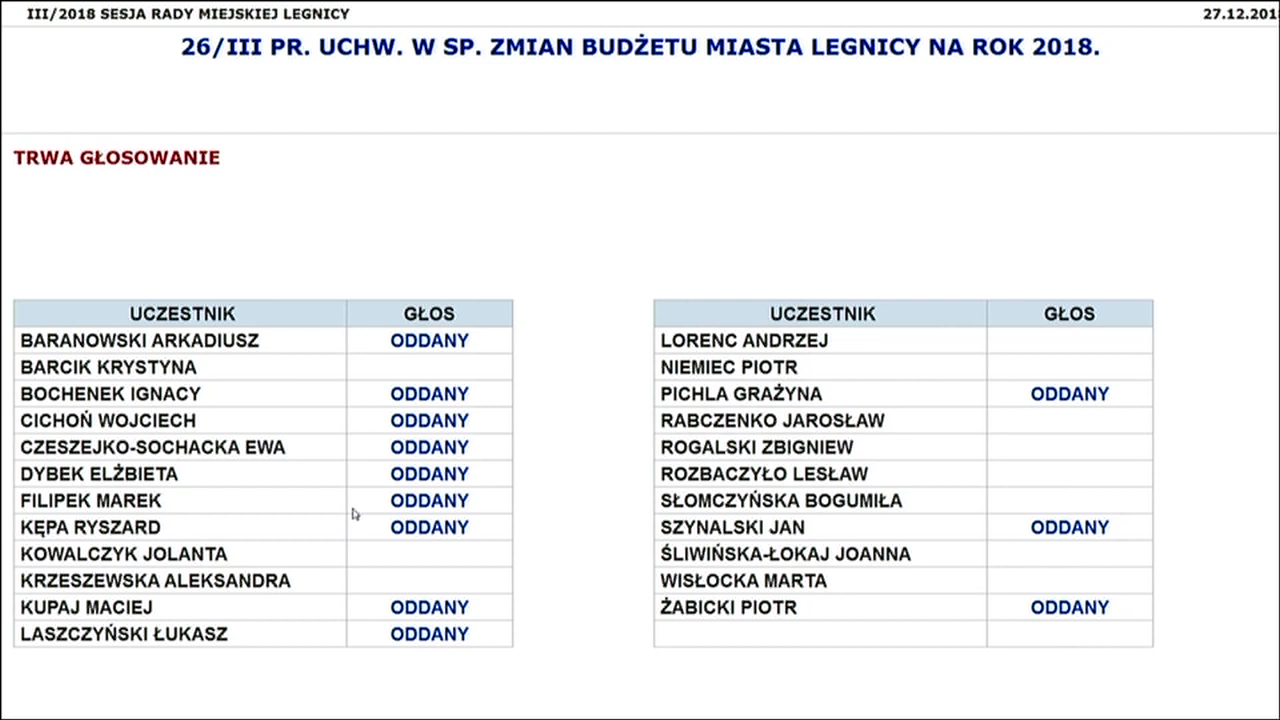 III/2018 SESJA RADY MIEJSKIEJ LEGNICY
27.12.201
26/III PR. UCHW. W SP. ZMIAN BUDŻETU MIASTA LEGNICY NA ROK 2018.
TRWA GŁOSOWANIE
UCZESTNIK GŁOS
BARANOWSKI ARKADIUSZ ODDANY
BARCIK KRYSTYNA
BOCHENEK IGNACY ODDANY
CICHOŃ WOJCIECH ODDANY
CZESZEJKO-SOCHACKA EWA ODDANY
DYBEK ELŻBIETA ODDANY
FILIPEK MAREK ODDANY
KĘPA RYSZARD ODDANY
KOWALCZYK JOLANTA
KRZESZEWSKA ALEKSANDRA
KUPAJ MACIEJ ODDANY
LASZCZYŃSKI ŁUKASZ ODDANY
UCZESTNIK GŁOS
LORENC ANDRZEJ
NIEMIEC PIOTR
PICHLA GRAŻYNA ODDANY
RABCZENKO JAROSŁAW
ROGALSKI ZBIGNIEW
ROZBACZYŁO LESŁAW
SŁOMCZYŃSKA BOGUMIŁA
SZYNALSKI JAN ODDANY
ŚLIWIŃSKA-ŁOKAJ JOANNA
WISŁOCKA MARTA
ŻABICKI PIOTR ODDANY